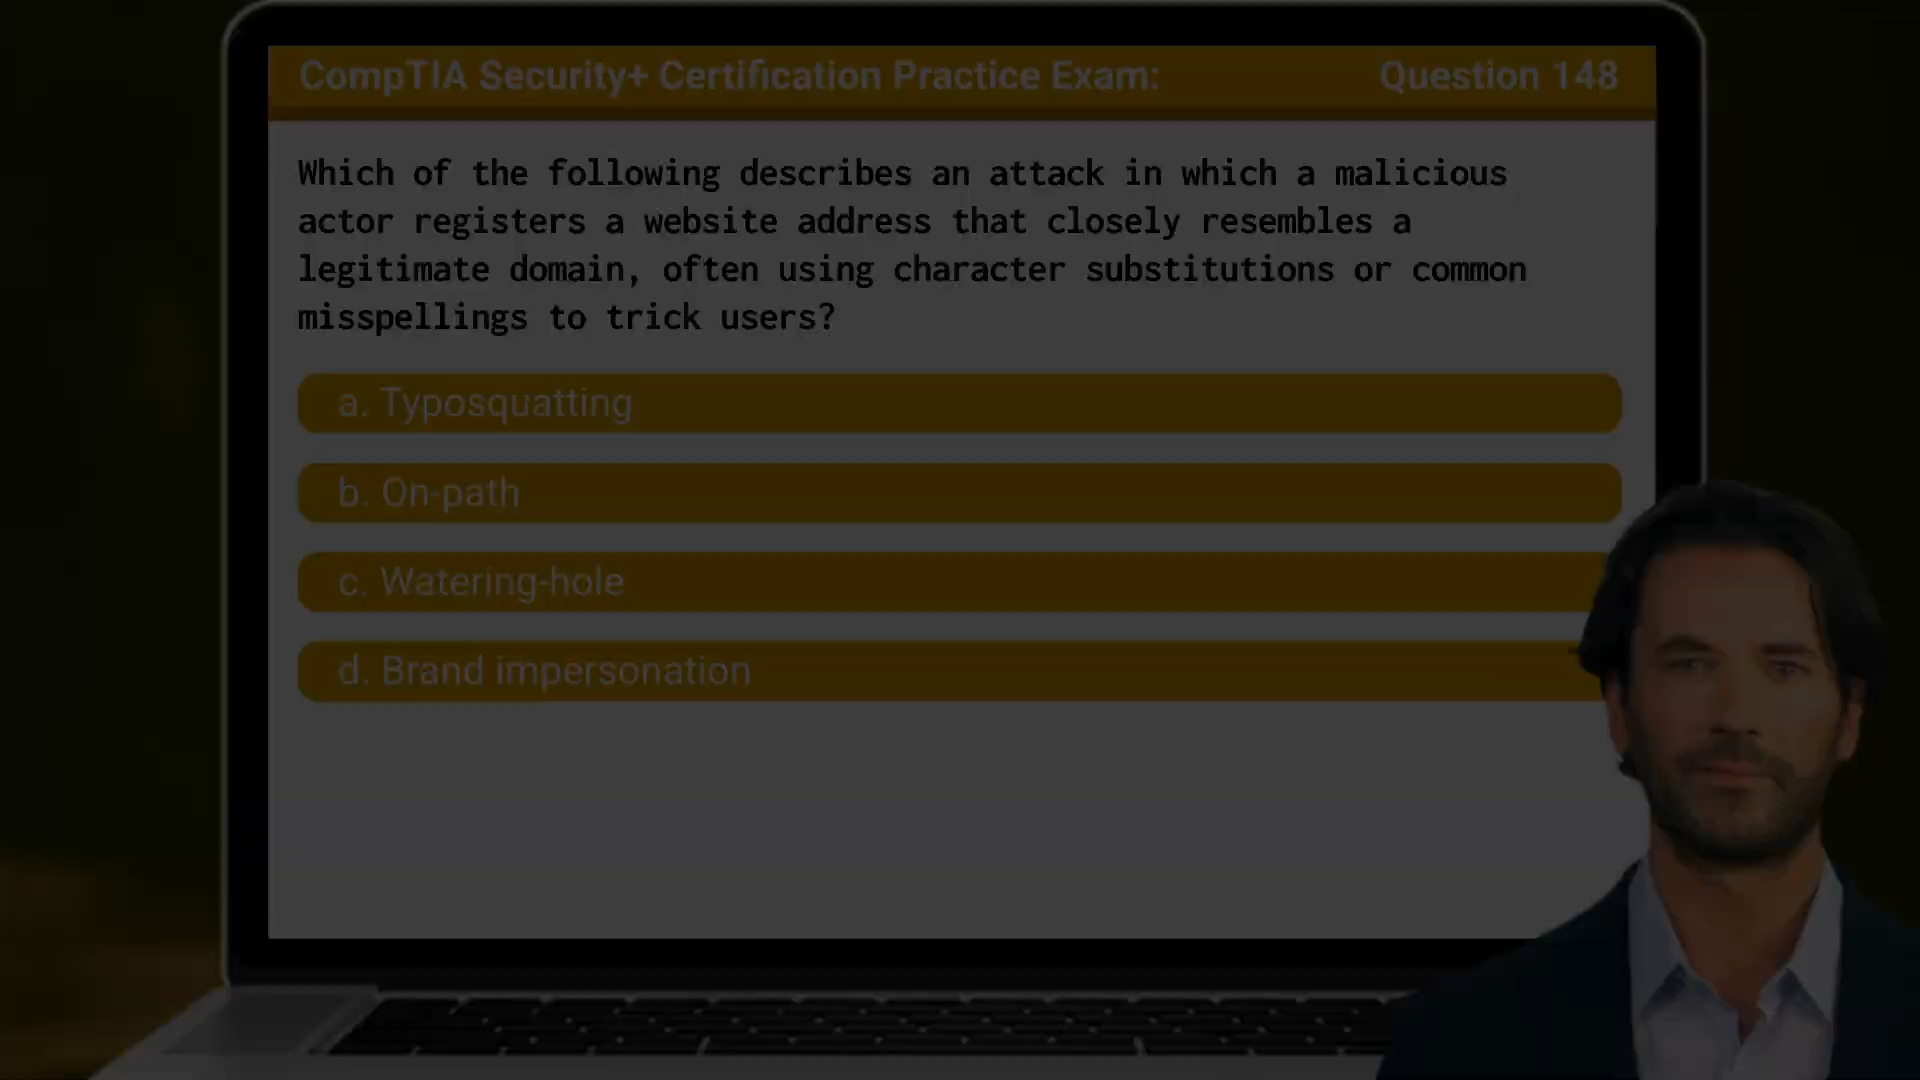 CompTIA Security+ Certification Practice Exam: Question 148
Which of the following describes an attack in which a malicious
actor registers a website address that closely resembles a
legitimate domain, often using character substitutions or common
misspellings to trick users?
a. Typosquatting
b. On-path
c. Watering-hole
d. Brand impersonation